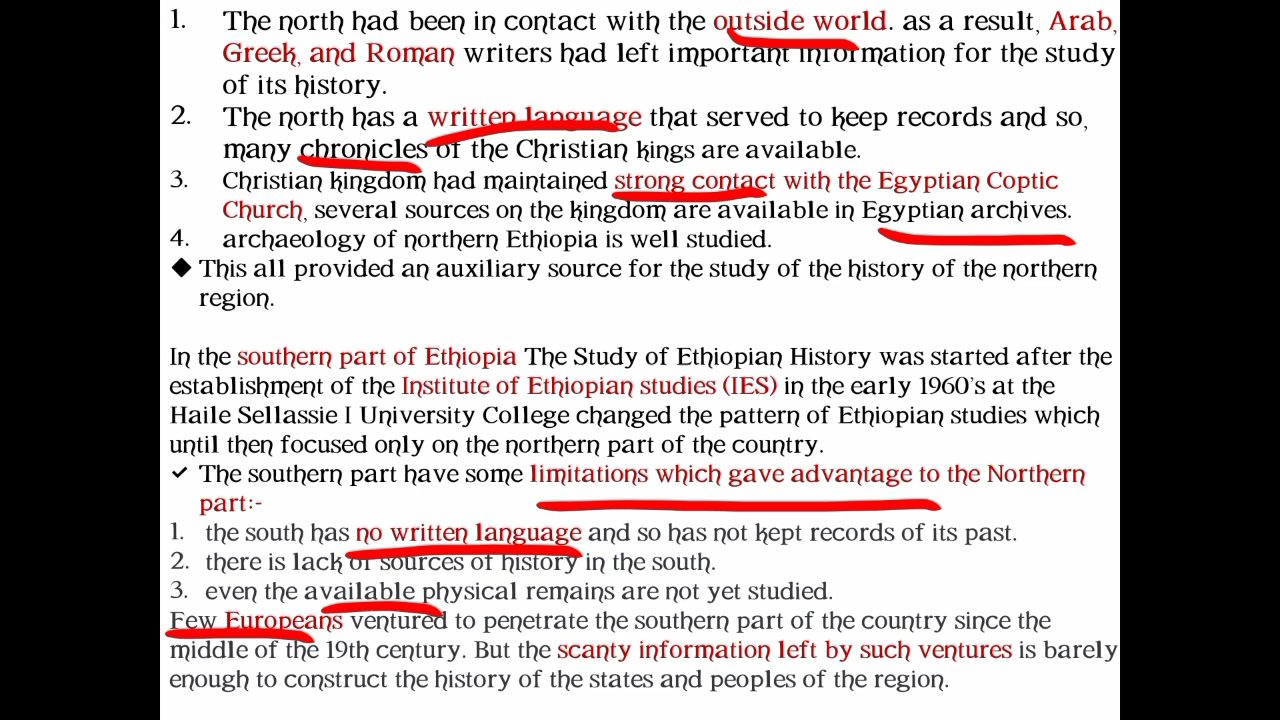 1. The north had been in contact with the outside world. as a result, Arab,
Greek, and Roman writers had left important information for the study
of its history.
2. The north has a written language that served to keep records and so,
many chronicles of the Christian kings are available.
3. Christian kingdom had maintained strong contact with the Egyptian Coptic
Church, several sources on the kingdom are available in Egyptian archives.
4. archaeology of northern Ethiopia is well studied.
◆ This all provided an auxiliary source for the study of the history of the northern
region.
In the southern part of Ethiopia The Study of Ethiopian History was started after the
establishment of the Institute of Ethiopian studies (IES) in the early 1960's at the
Haile Sellassie I University College changed the pattern of Ethiopian studies which
until then focused only on the northern part of the country.
✓ The southern part have some limitations which gave advantage to the Northern
part:-
1. the south has no written language and so has not kept records of its past.
2. there is lack of sources of history in the south.
3. even the available physical remains are not yet studied.
Few Europeans ventured to penetrate the southern part of the country since the
middle of the 19th century. But the scanty information left by such ventures is barely
enough to construct the history of the states and peoples of the region.